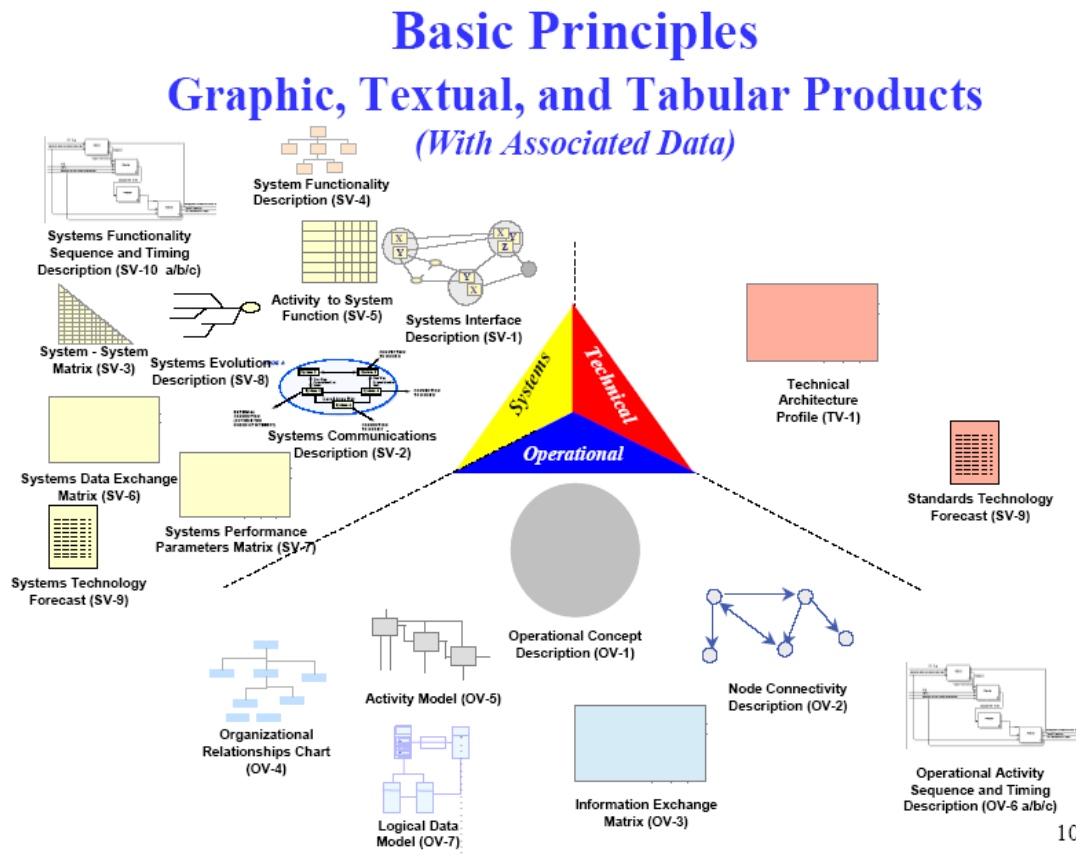 Basic Principles
Graphic, Textual, and Tabular Products
(With Associated Data)
System Functionality
Description (SV-4)
Systems Functionality
Sequence and Timing
Description (SV-10 a/b/c)
X
Y
X
Y
Z
Y
X
Activity to System
Function (SV-5)
Systems Interface
Description (SV-1)
System - System
Matrix (SV-3)
Systems Evolution
Description (SV-8)
Systems Communications
Description (SV-2)
Systems Data Exchange
Matrix (SV-6)
Systems Performance
Parameters Matrix (SV-7)
Systems Technology
Forecast (SV-9)
Systems
Technical
Operational
Technical
Architecture
Profile (TV-1)
Standards Technology
Forecast (SV-9)
Operational Concept
Description (OV-1)
Activity Model (OV-5)
Node Connectivity
Description (OV-2)
Organizational
Relationships Chart
(OV-4)
Logical Data
Model (OV-7)
Information Exchange
Matrix (OV-3)
Operational Activity
Sequence and Timing
Description (OV-6 a/b/c)
10